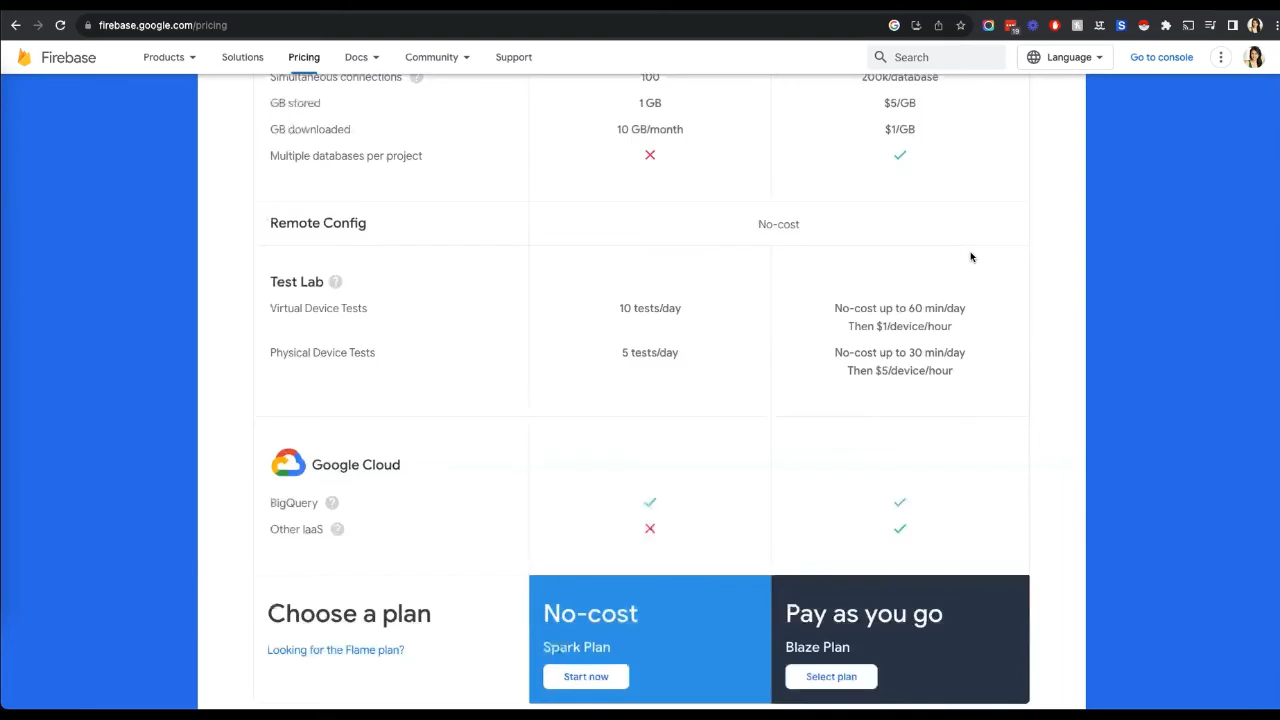 firebase.google.com/pricing
19
Firebase
Products
Solutions
Pricing
Docs
Community
Support
Search
Language
Go to console
Simultaneous connections ?
100
200k/database
GB stored
1 GB
$5/GB
GB downloaded
10 GB/month
$1/GB
Multiple databases per project
Remote Config
No-cost
Test Lab ?
Virtual Device Tests
10 tests/day
No-cost up to 60 min/day
Then $1/device/hour
Physical Device Tests
5 tests/day
No-cost up to 30 min/day
Then $5/device/hour
Google Cloud
BigQuery ?
Other IaaS ?
Choose a plan
Looking for the Flame plan?
No-cost
Spark Plan
Start now
Pay as you go
Blaze Plan
Select plan